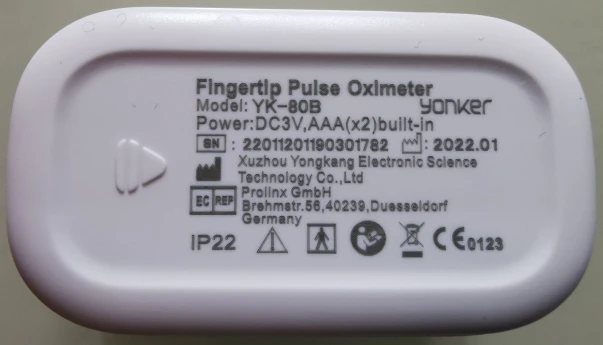 Fingertip Pulse Oximeter
Model: YK-80B yonker
Power:DC3V,AAA(x2)built-in
SN : 22011201190301782 : 2022.01
Xuzhou Yongkang Electronic Science
Technology Co.,Ltd
EC REP Prolinx GmbH
Brehmstr.56,40239,Duesseldorf
Germany
IP22 CE0123